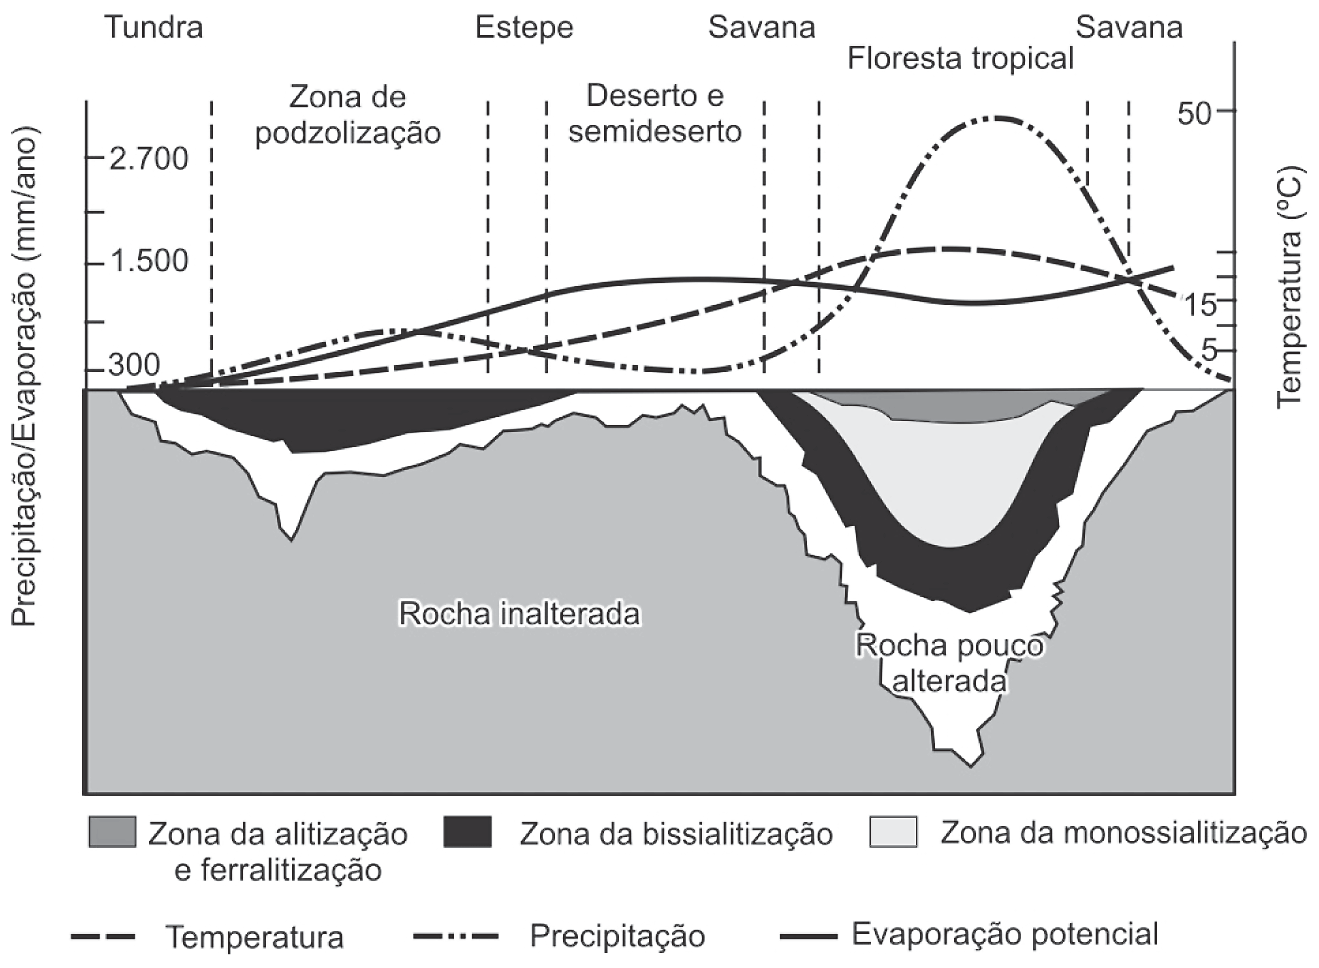 Tundra
Estepe
Savana
Savana
Floresta tropical
Zona de
podzolização
Deserto e
semideserto
Precipitação/Evaporação (mm/ano)
2.700
1.500
300
Temperatura (ºC)
50
15
5
Rocha inalterada
Rocha pouco
alterada
Zona da alitização
e ferralitização
Zona da bissialitização
Zona da monossialitização
Temperatura
Precipitação
Evaporação potencial